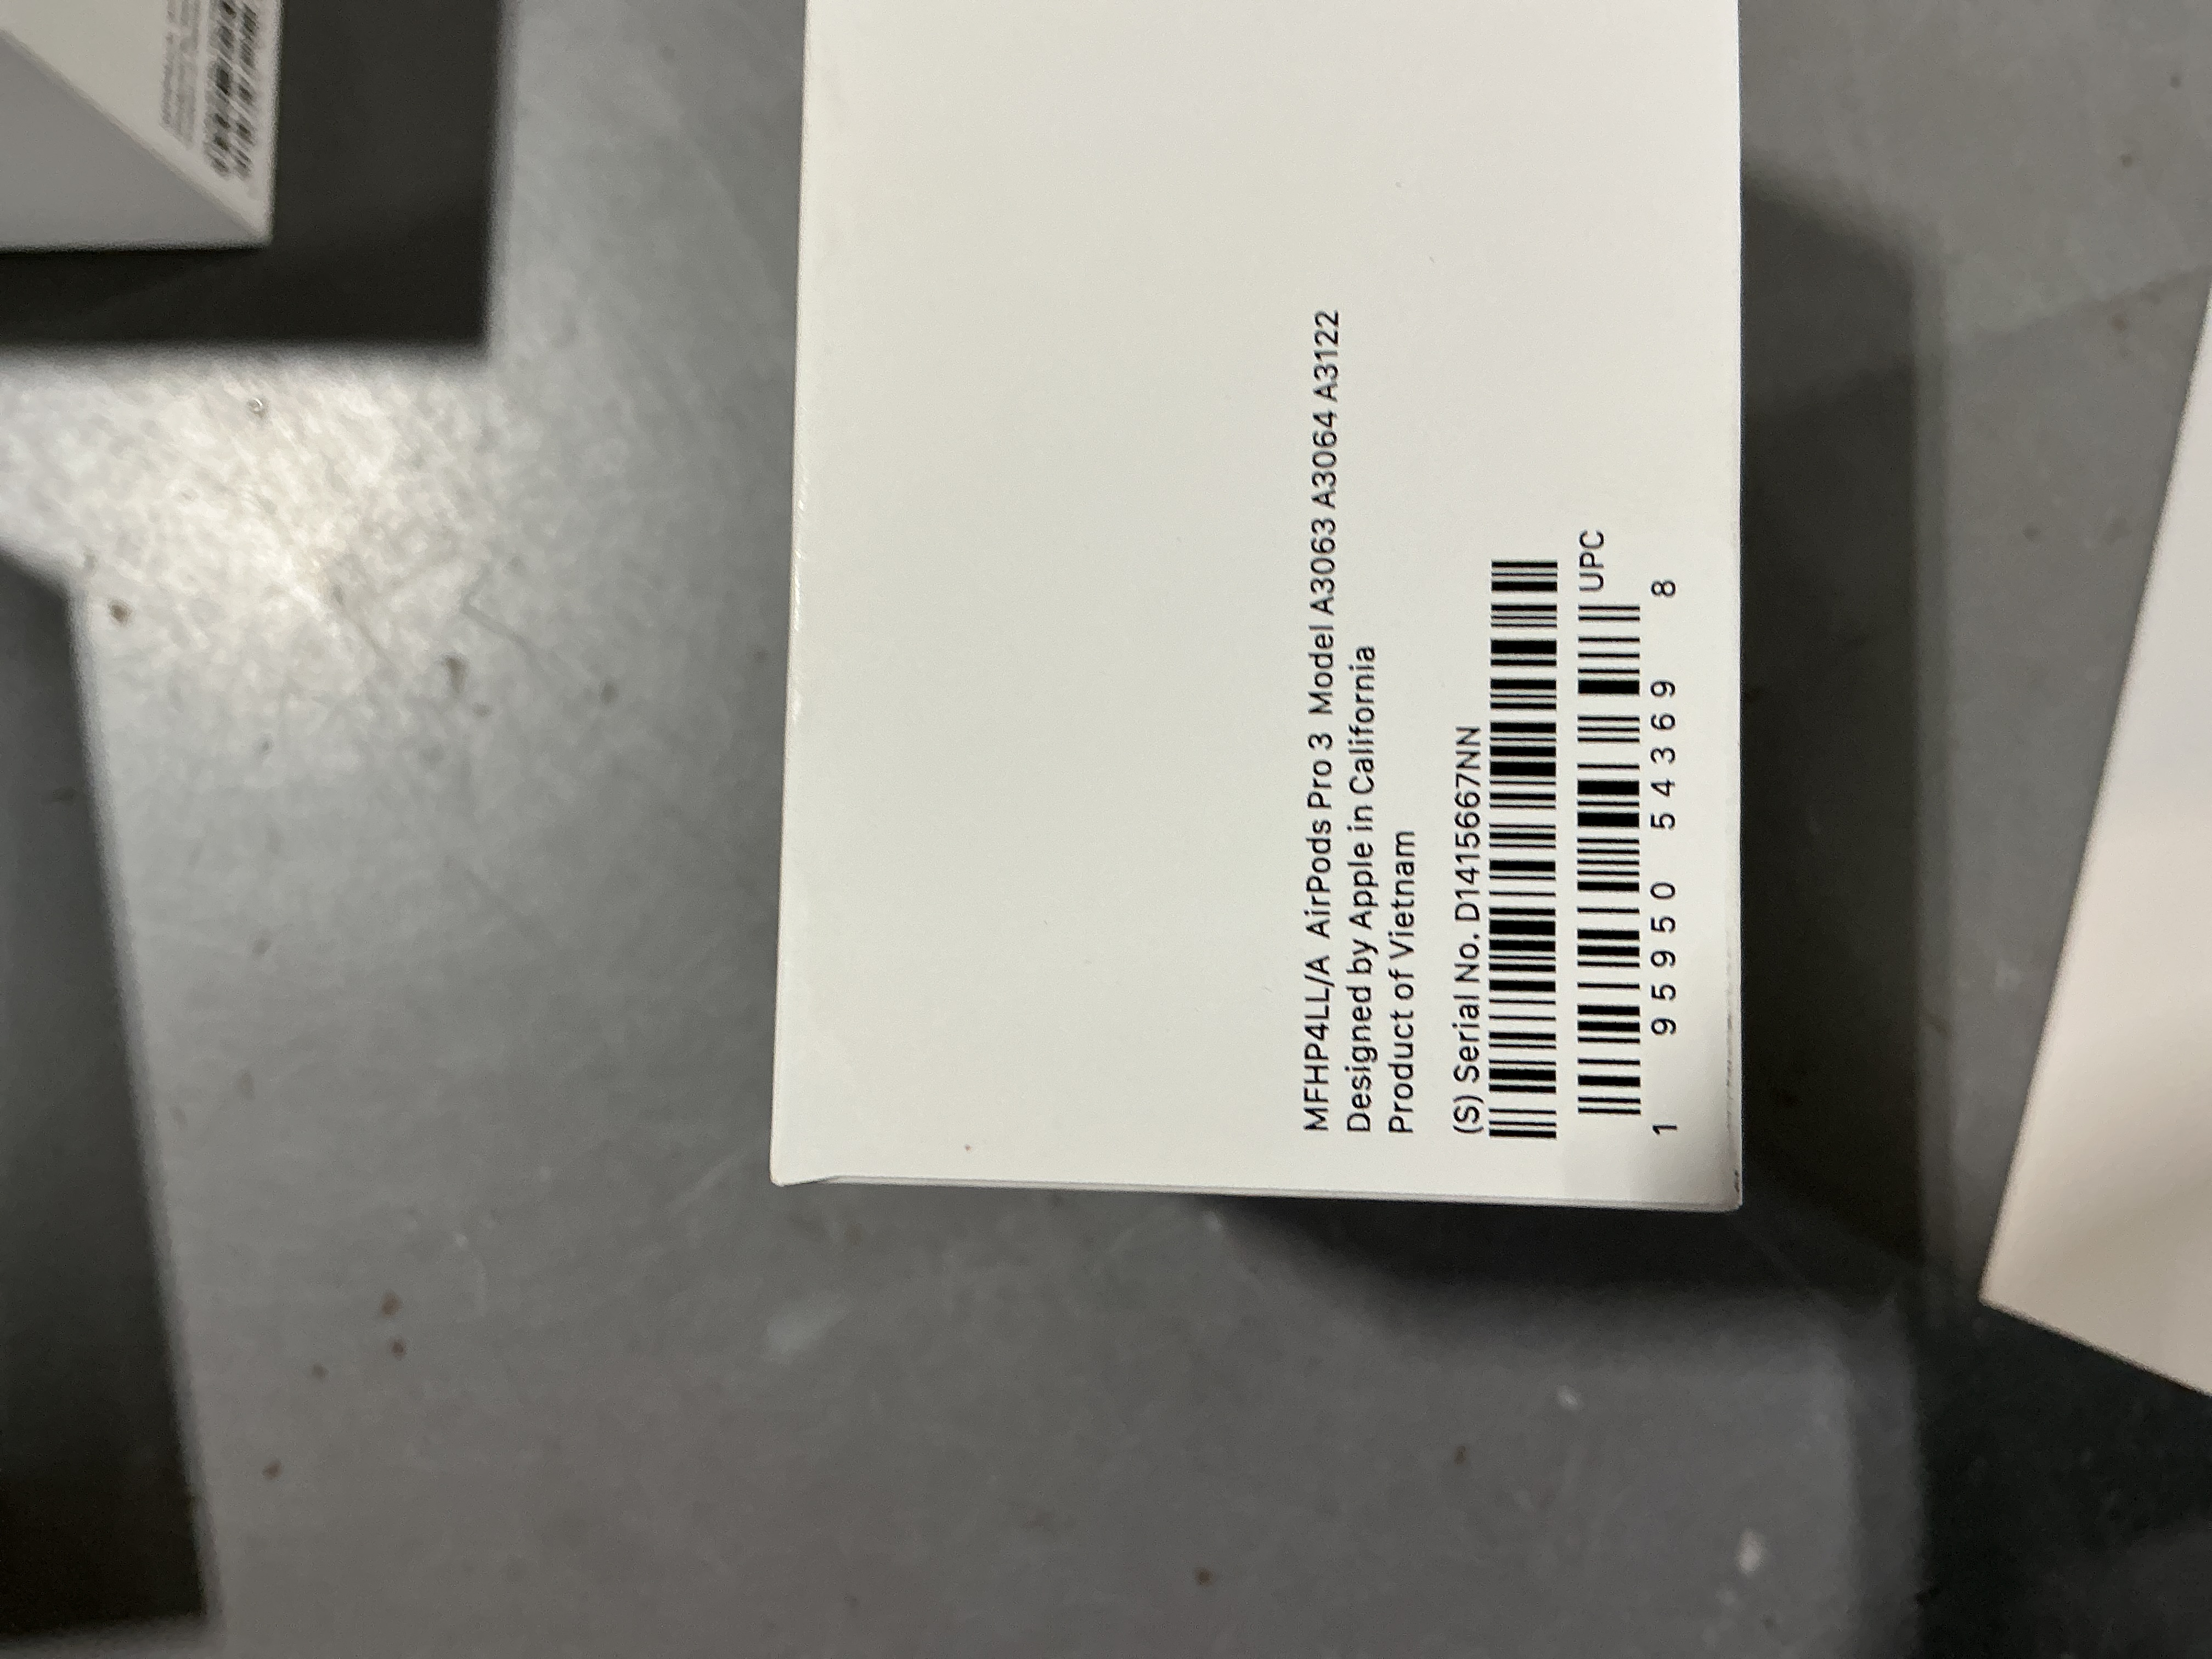 MFHP4LL/A AirPods Pro 3 Model A3063 A3064 A3122
Designed by Apple in California
Product of Vietnam
(S) Serial No. D1415667NN
UPC
1 95950 54369 8